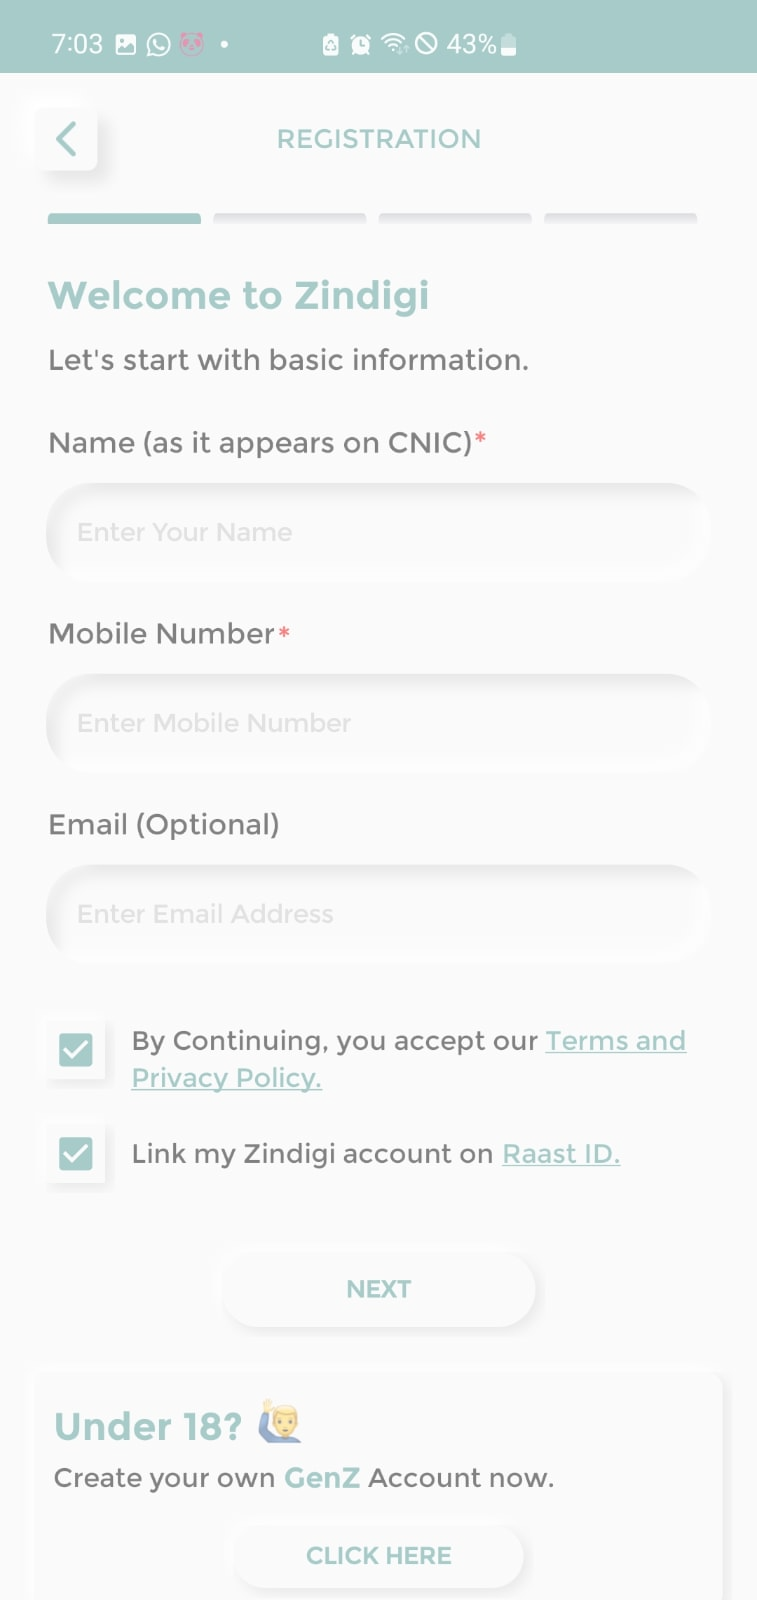 7:03 43%
REGISTRATION
Welcome to Zindigi
Let's start with basic information.
Name (as it appears on CNIC)*
Enter Your Name
Mobile Number*
Enter Mobile Number
Email (Optional)
Enter Email Address
By Continuing, you accept our Terms and
Privacy Policy.
Link my Zindigi account on Raast ID.
NEXT
Under 18?
Create your own GenZ Account now.
CLICK HERE